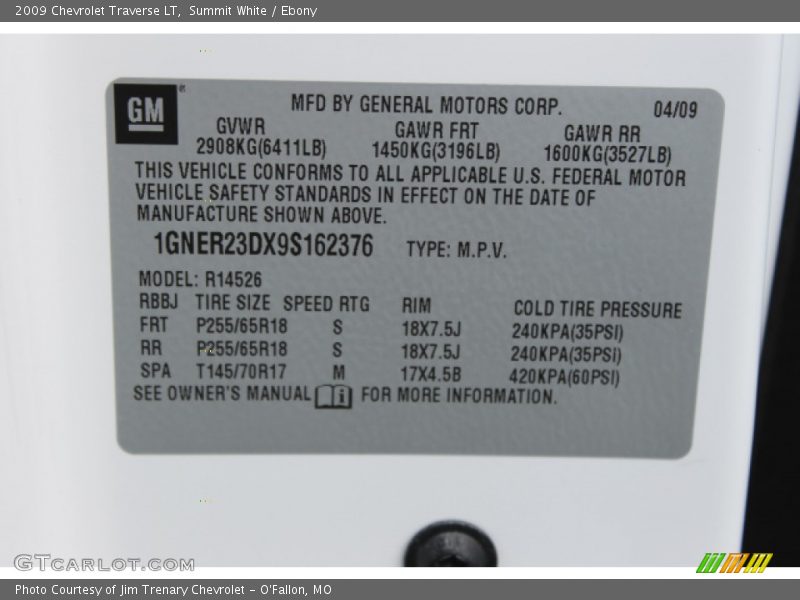 2009 Chevrolet Traverse LT, Summit White / Ebony
GM
MFD BY GENERAL MOTORS CORP. 04/09
GVWR GAWR FRT GAWR RR
2908KG(6411LB) 1450KG(3196LB) 1600KG(3527LB)
THIS VEHICLE CONFORMS TO ALL APPLICABLE U.S. FEDERAL MOTOR
VEHICLE SAFETY STANDARDS IN EFFECT ON THE DATE OF
MANUFACTURE SHOWN ABOVE.
1GNER23DX9S162376 TYPE: M.P.V.
MODEL: R14526
RBBJ TIRE SIZE SPEED RTG RIM COLD TIRE PRESSURE
FRT P255/65R18 S 18X7.5J 240KPA(35PSI)
RR P255/65R18 S 18X7.5J 240KPA(35PSI)
SPA T145/70R17 M 17X4.5B 420KPA(60PSI)
SEE OWNER'S MANUAL i FOR MORE INFORMATION.
GTCARLOT.COM
Photo Courtesy of Jim Trenary Chevrolet - O'Fallon, MO